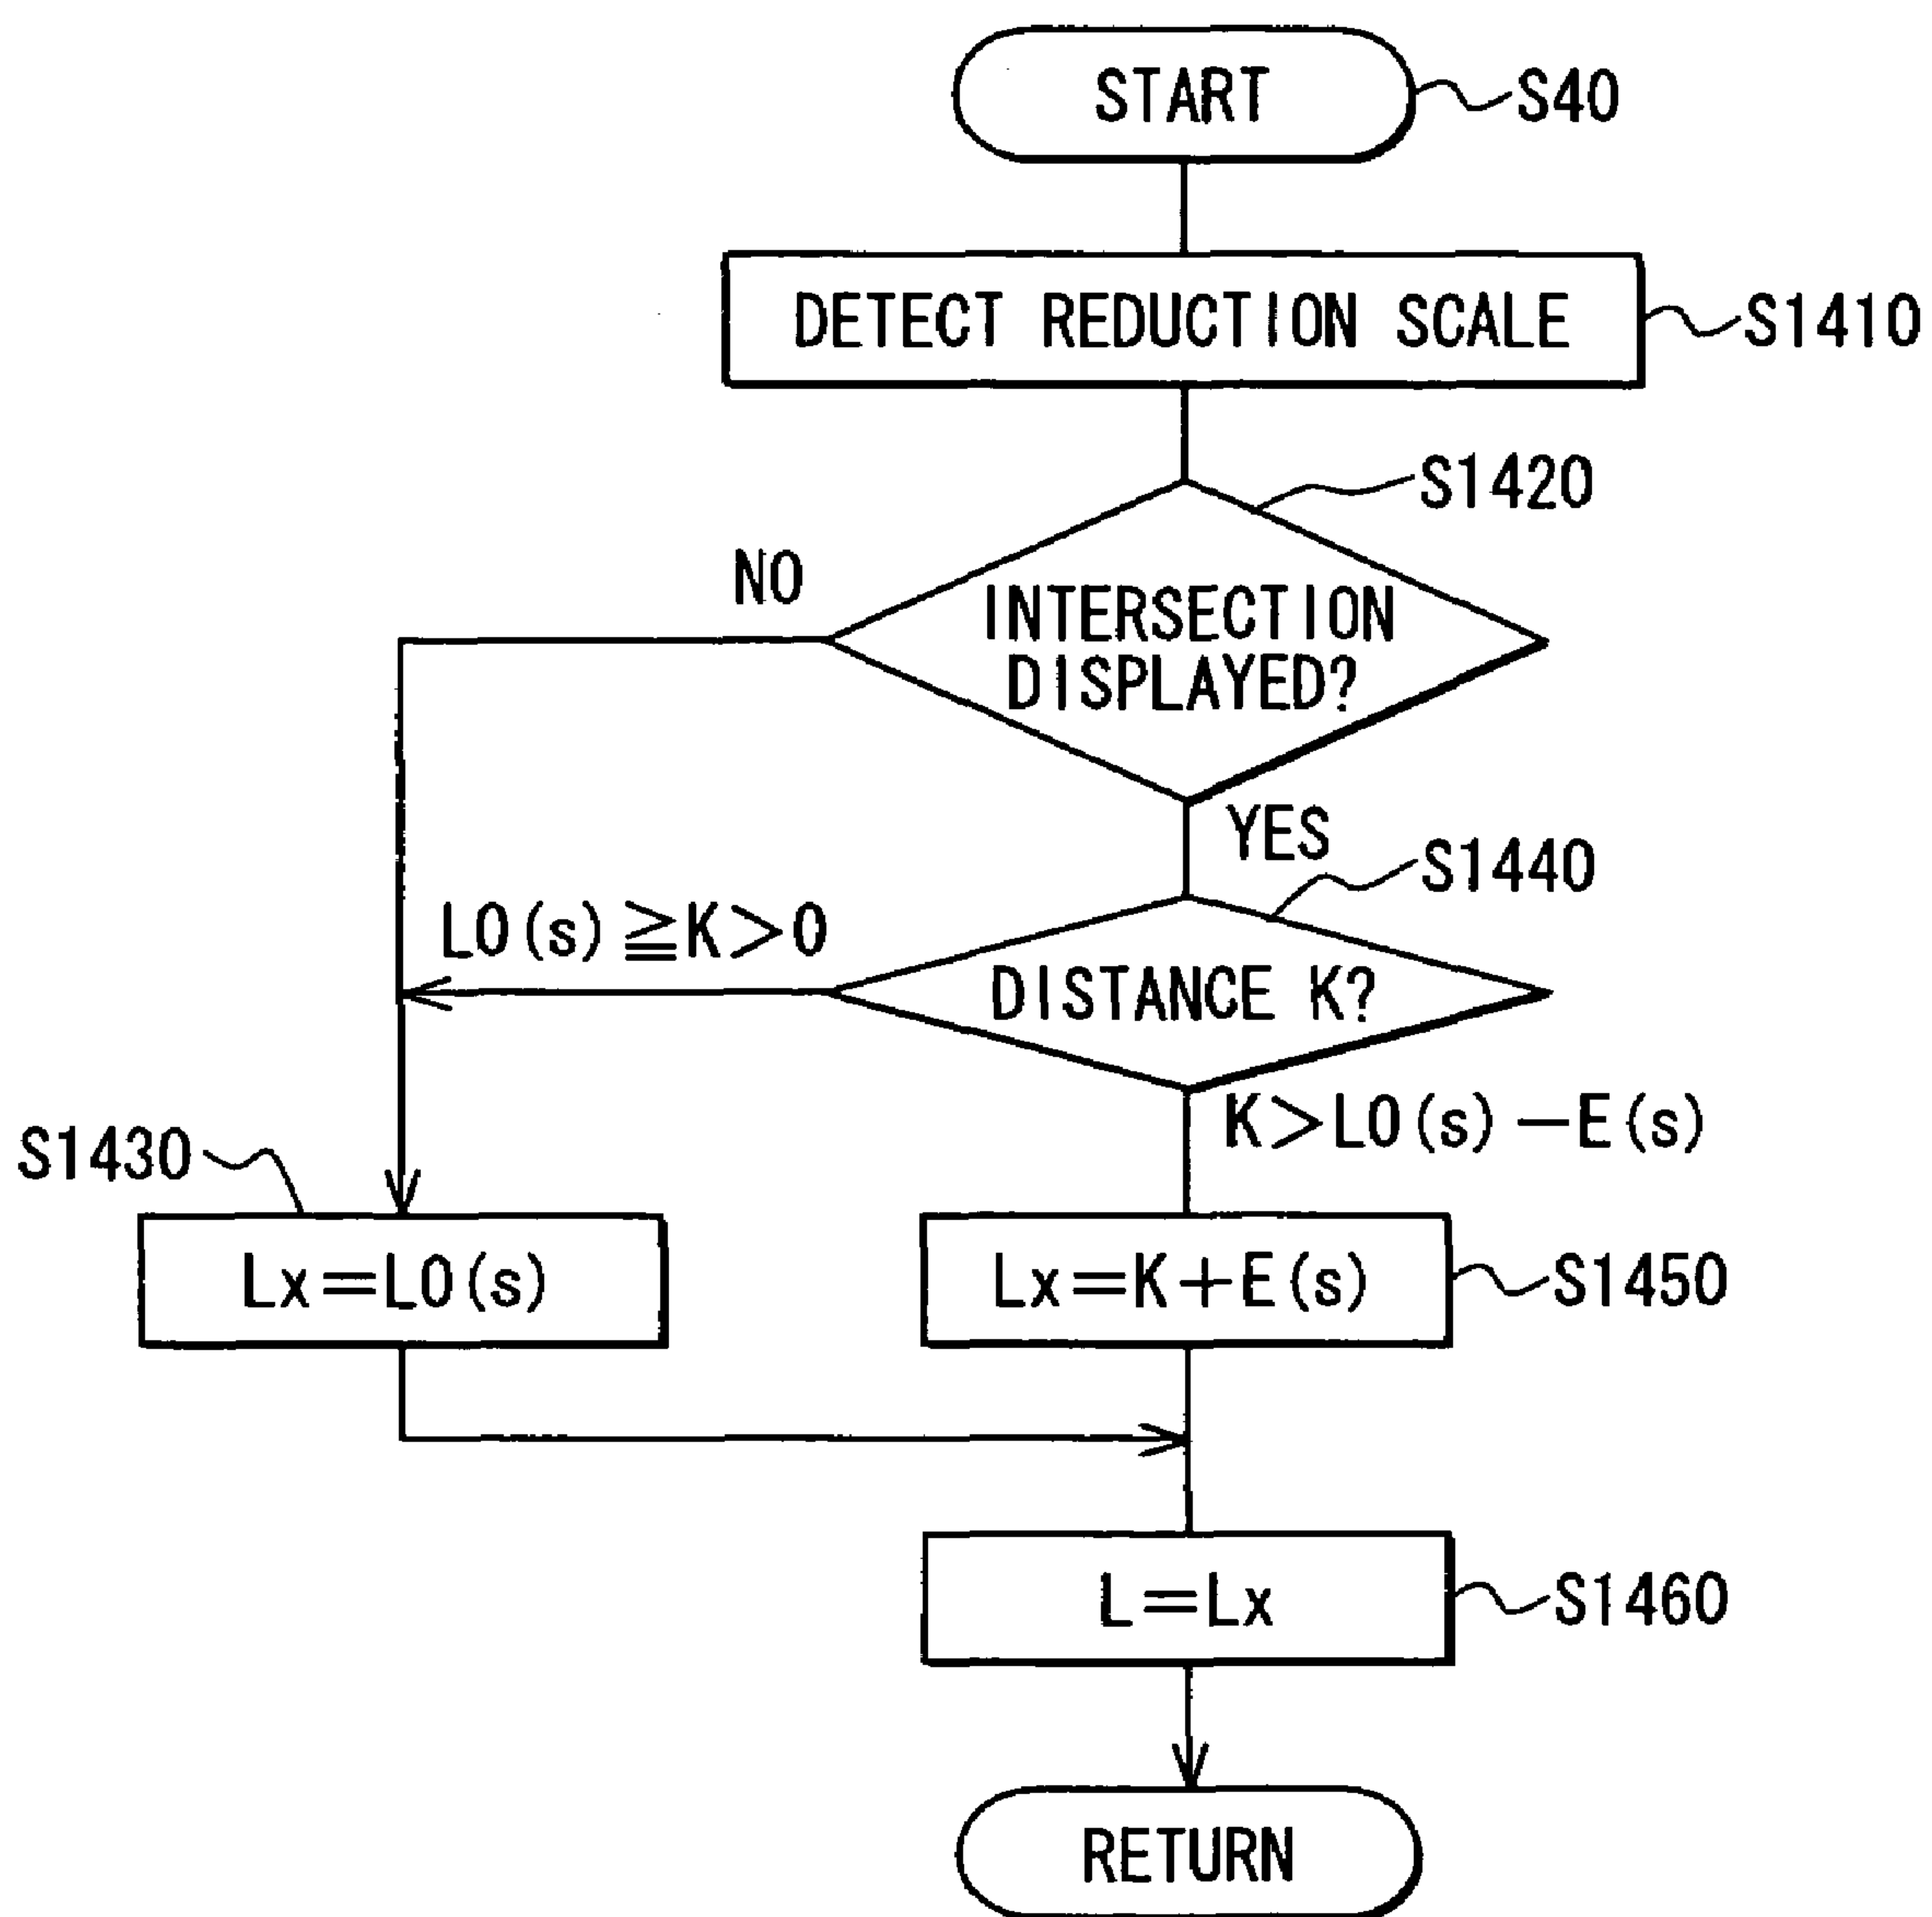 START
S40
DETECT REDUCTION SCALE
S1410
S1420
NO
INTERSECTION
DISPLAYED?
YES
S1440
L0(s)≧K>0
DISTANCE K?
K>L0(s)−E(s)
S1430
Lx=L0(s)
Lx=K+E(s)
S1450
L=Lx
S1460
RETURN